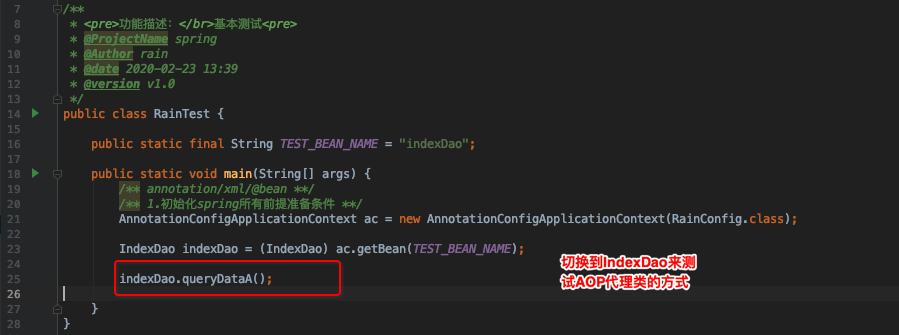 7 /**
8 * <pre>功能描述：</br>基本测试<pre>
9 * @ProjectName spring
10 * @Author rain
11 * @date 2020-02-23 13:39
12 * @version v1.0
13 */
14 public class RainTest {
15
16 public static final String TEST_BEAN_NAME = "indexDao";
17
18 public static void main(String[] args) {
19 /** annotation/xml/@bean **/
20 /** 1.初始化spring所有前提准备条件 **/
21 AnnotationConfigApplicationContext ac = new AnnotationConfigApplicationContext(RainConfig.class);
22
23 IndexDao indexDao = (IndexDao) ac.getBean(TEST_BEAN_NAME);
24
25 indexDao.queryDataA();
切换到IndexDao来测
试AOP代理类的方式
26
27 }
28 }